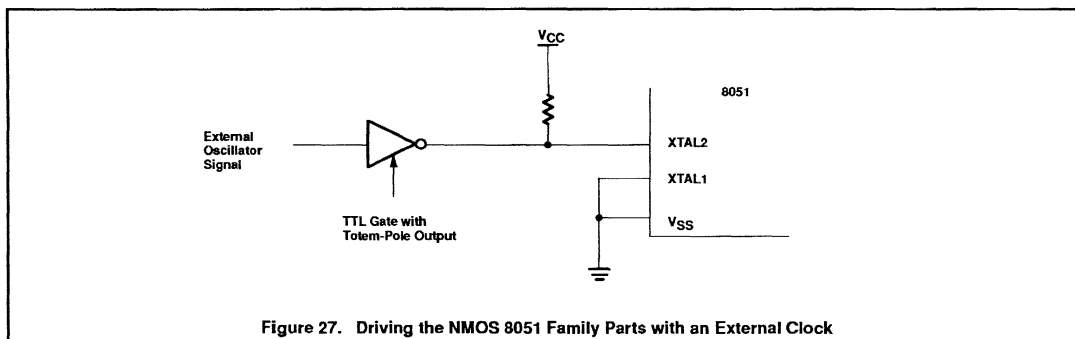 VCC
8051
External
Oscillator
Signal
XTAL2
XTAL1
TTL Gate with
Totem-Pole Output
VSS
Figure 27. Driving the NMOS 8051 Family Parts with an External Clock